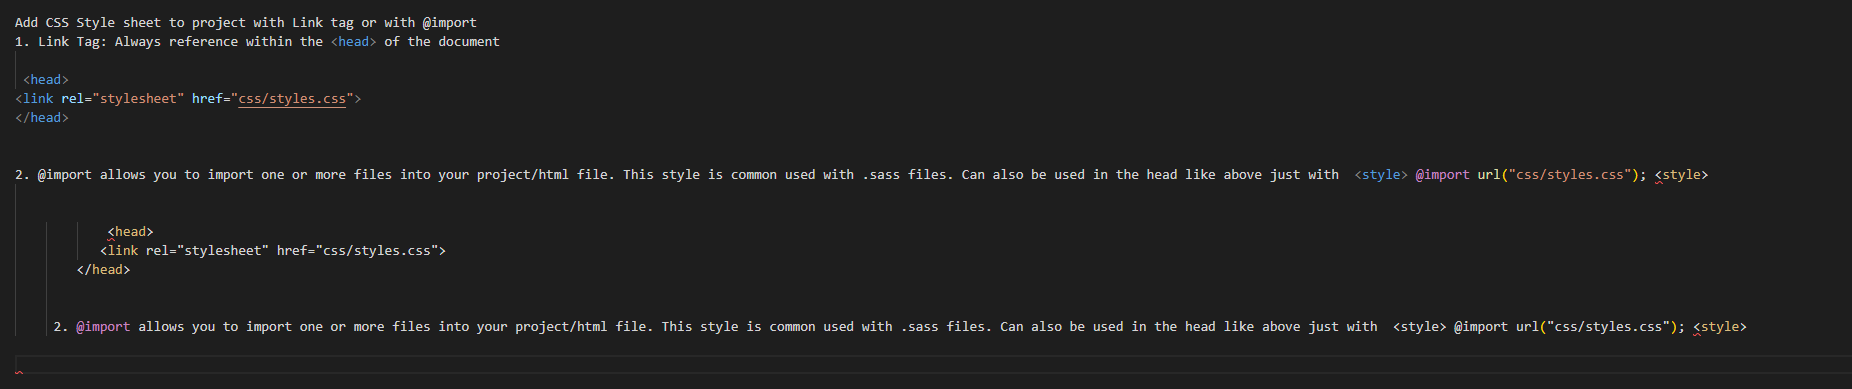 Add CSS Style sheet to project with Link tag or with @import
1. Link Tag: Always reference within the <head> of the document
<head>
<link rel="stylesheet" href="css/styles.css">
</head>
2. @import allows you to import one or more files into your project/html file. This style is common used with .sass files. Can also be used in the head like above just with  <style> @import url("css/styles.css"); <style>
<head>
<link rel="stylesheet" href="css/styles.css">
</head>
2. @import allows you to import one or more files into your project/html file. This style is common used with .sass files. Can also be used in the head like above just with  <style> @import url("css/styles.css"); <style>